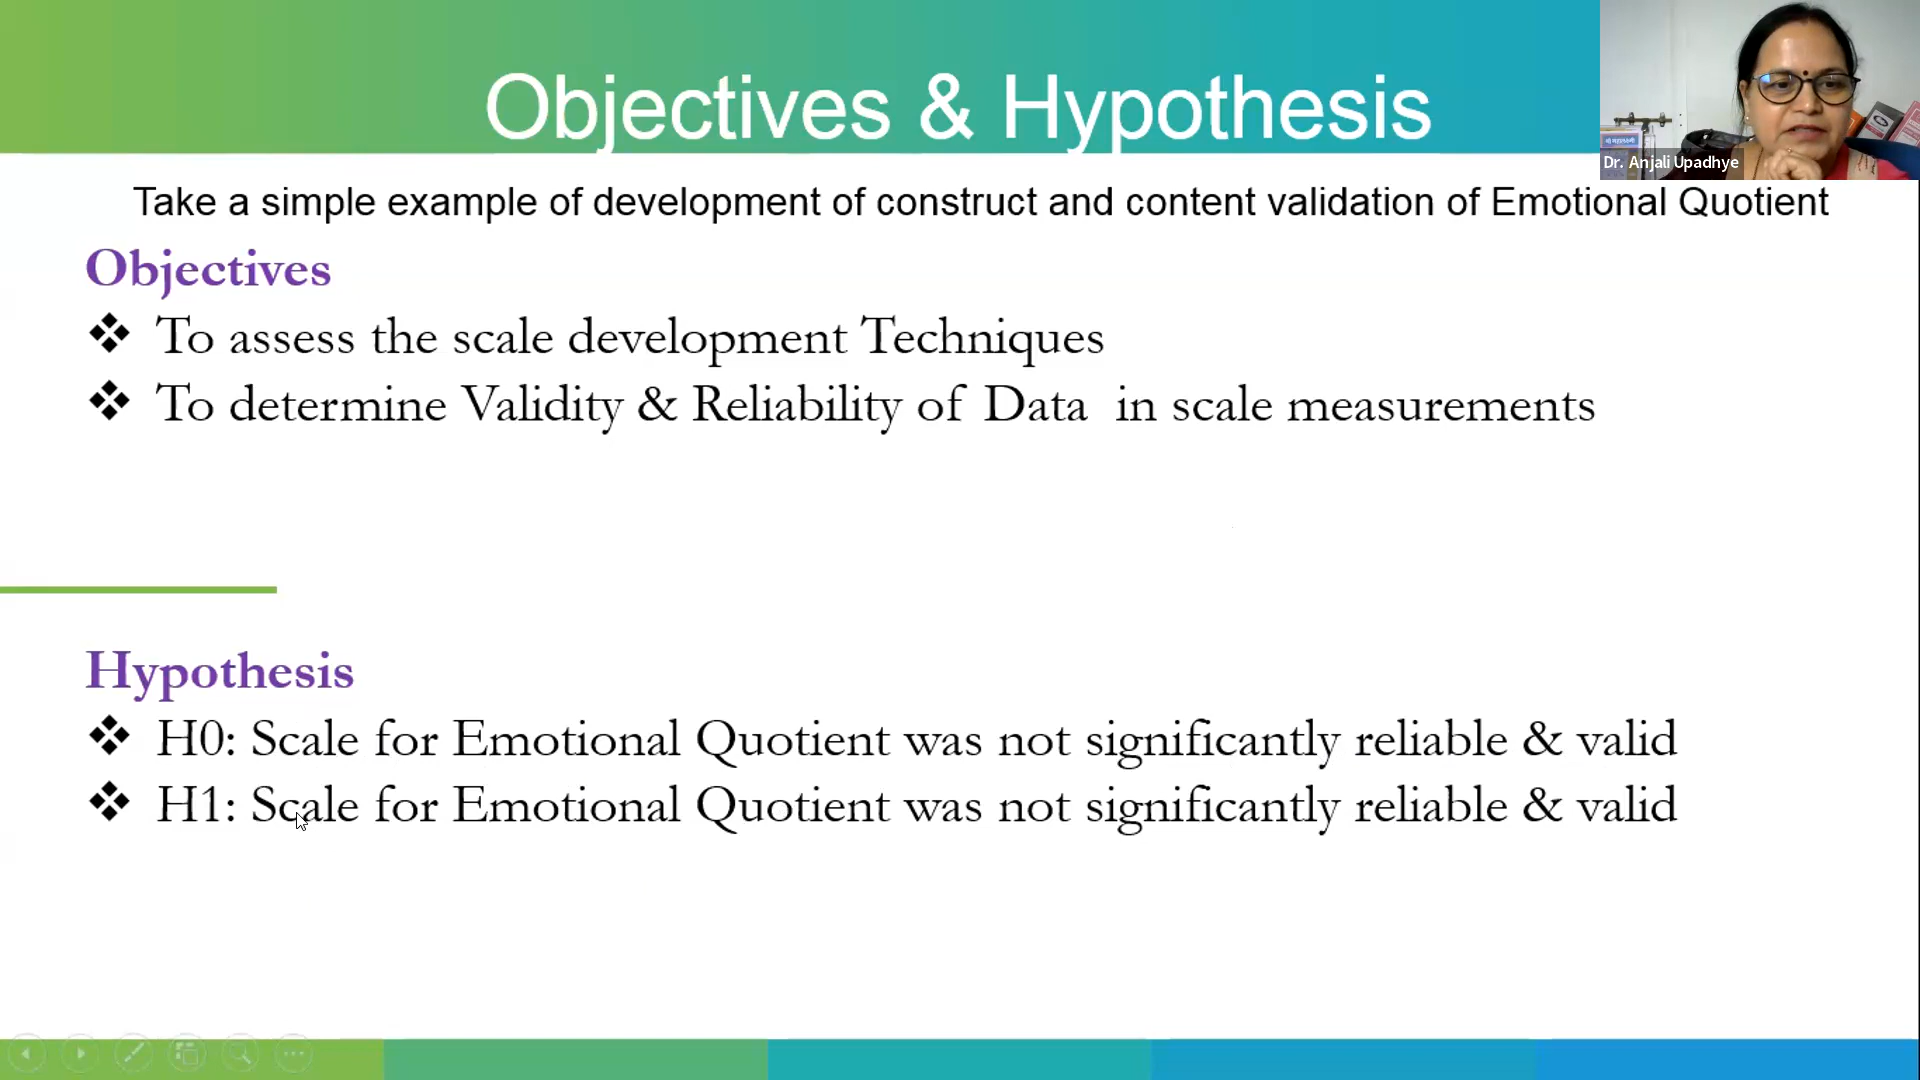 Objectives & Hypothesis
Dr. Anjali Upadhye
Take a simple example of development of construct and content validation of Emotional Quotient
Objectives
❖ To assess the scale development Techniques
❖ To determine Validity & Reliability of Data in scale measurements
Hypothesis
❖ H0: Scale for Emotional Quotient was not significantly reliable & valid
❖ H1: Scale for Emotional Quotient was not significantly reliable & valid